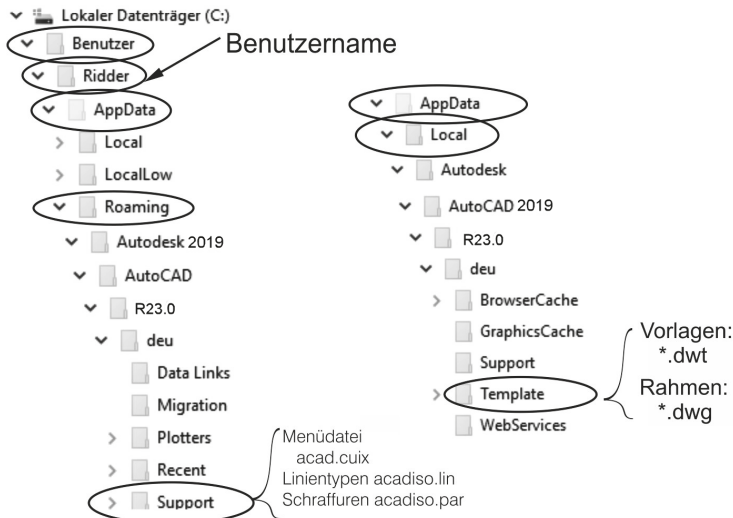 Lokaler Datenträger (C:)
Benutzer
Benutzername
Ridder
AppData
Local
LocalLow
Roaming
Autodesk 2019
AutoCAD
R23.0
deu
Data Links
Migration
Plotters
Recent
Support
Menüdatei
acad.cuix
Linientypen acadiso.lin
Schraffuren acadiso.par
AppData
Local
Autodesk
AutoCAD 2019
R23.0
deu
BrowserCache
GraphicsCache
Support
Template
WebServices
Vorlagen:
*.dwt
Rahmen:
*.dwg